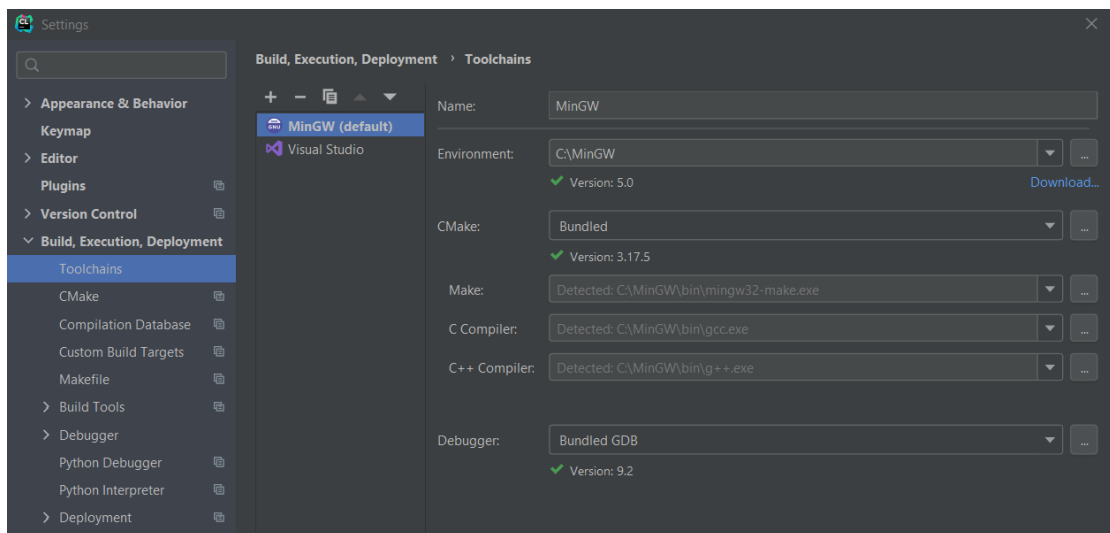 Settings
Appearance & Behavior
Keymap
Editor
Plugins
Version Control
Build, Execution, Deployment
Toolchains
CMake
Compilation Database
Custom Build Targets
Makefile
Build Tools
Debugger
Python Debugger
Python Interpreter
Deployment
Build, Execution, Deployment › Toolchains
MinGW (default)
Visual Studio
Name: MinGW
Environment: C:\MinGW ...
Version: 5.0 Download...
CMake: Bundled ...
Version: 3.17.5
Make: Detected: C:\MinGW\bin\mingw32-make.exe ...
C Compiler: Detected: C:\MinGW\bin\gcc.exe ...
C++ Compiler: Detected: C:\MinGW\bin\g++.exe ...
Debugger: Bundled GDB ...
Version: 9.2